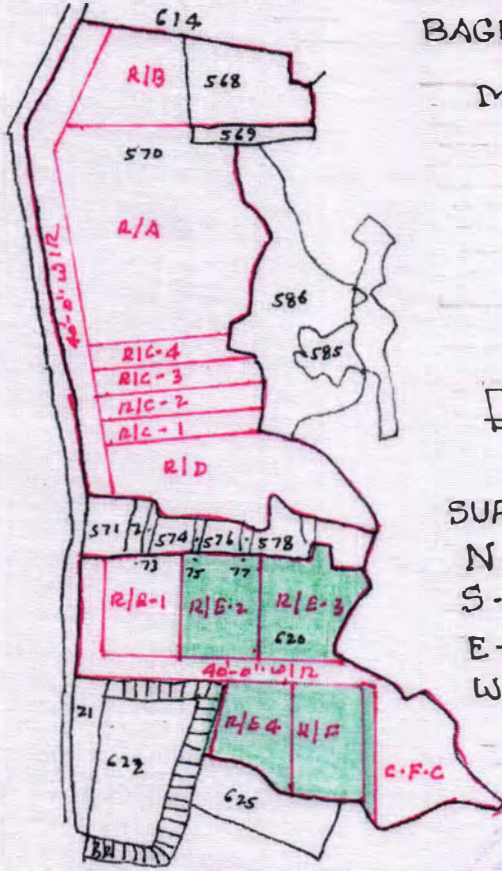 614
BAG
R/B
568
M
569
570
R/A
40'-0" W/R
586
585
R/C-4
R/C-3
R/C-2
R/C-1
R/D
571
574
576
578
SUR
73
75
77
N
R/E-2
R/E-3
S-
620
E-
40'-0" W/R
W
21
R/E4
R/F
C.F.C
622
625